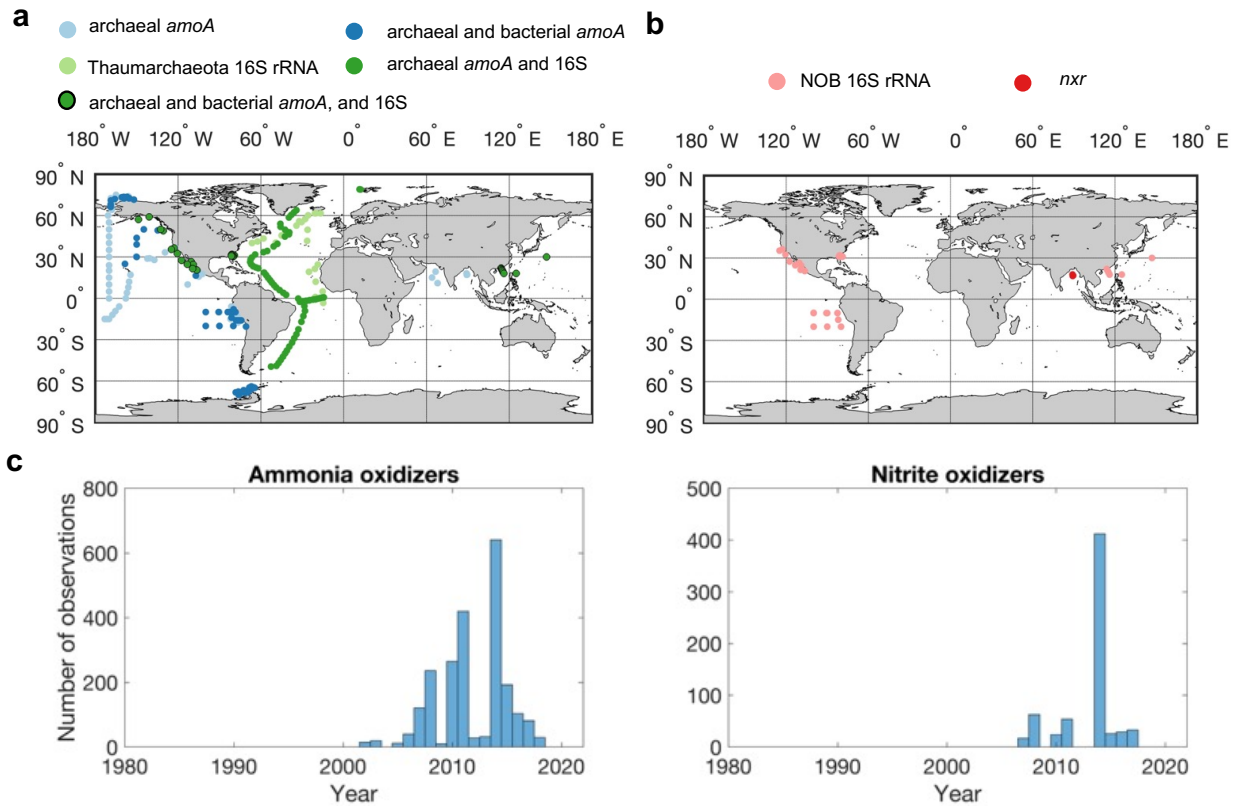 a
archaeal amoA
archaeal and bacterial amoA
Thaumarchaeota 16S rRNA
archaeal amoA and 16S
archaeal and bacterial amoA, and 16S
180° W 120° W 60° W 0° 60° E 120° E 180° E
90° N
60° N
30° N
0°
30° S
60° S
90° S
b
NOB 16S rRNA
nxr
180° W 120° W 60° W 0° 60° E 120° E 180° E
90° N
60° N
30° N
0°
30° S
60° S
90° S
c
Ammonia oxidizers
Number of observations
800
600
400
200
0
1980 1990 2000 2010 2020
Year
Nitrite oxidizers
500
400
300
200
100
0
1980 1990 2000 2010 2020
Year